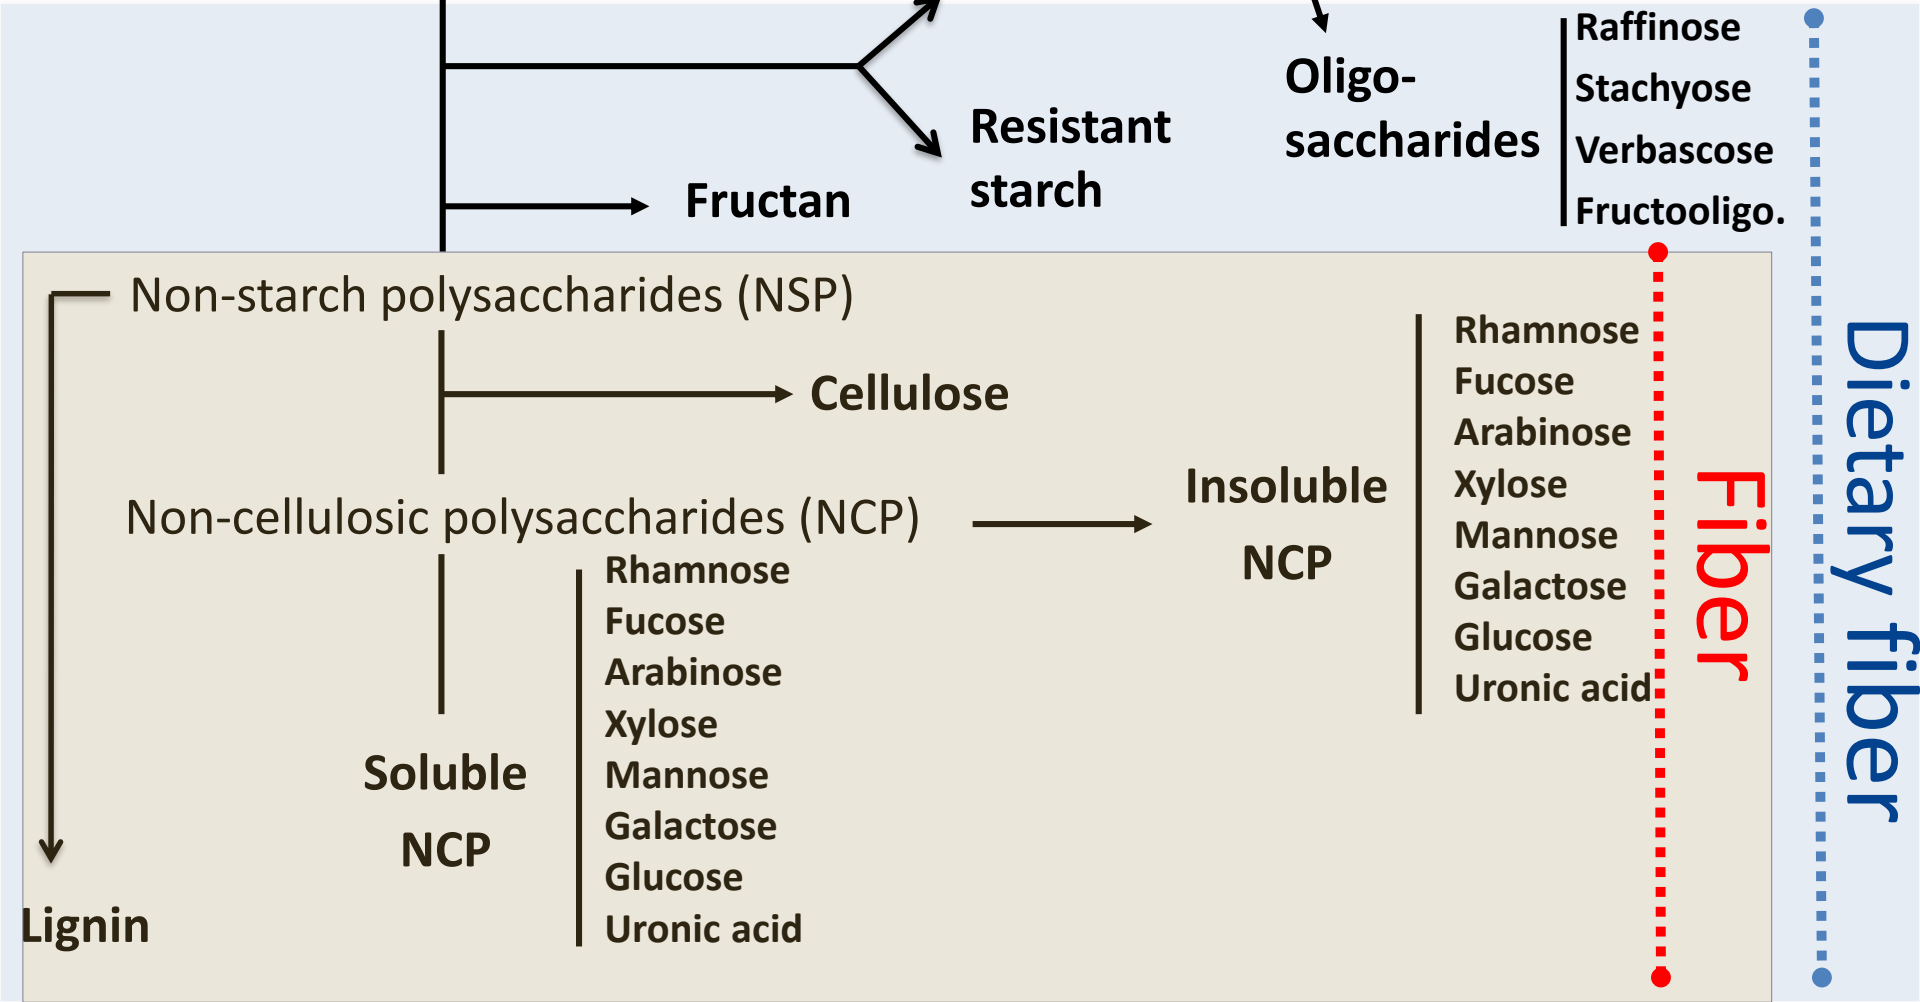 Raffinose
Stachyose
Verbascose
Fructooligo.
Oligo-
saccharides
Resistant
starch
Fructan
Non-starch polysaccharides (NSP)
Cellulose
Non-cellulosic polysaccharides (NCP)
Insoluble
NCP
Rhamnose
Fucose
Arabinose
Xylose
Mannose
Galactose
Glucose
Uronic acid
Soluble
NCP
Rhamnose
Fucose
Arabinose
Xylose
Mannose
Galactose
Glucose
Uronic acid
Lignin
Fiber
Dietary fiber